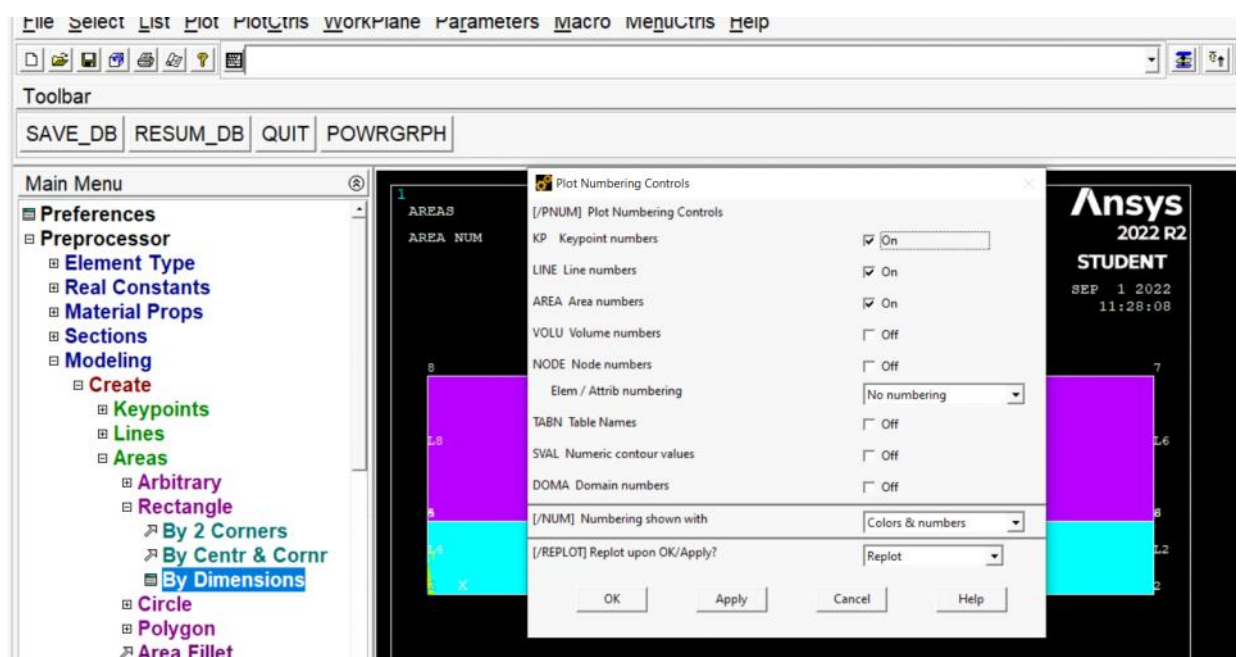 File Select List Plot PlotCtrls WorkPlane Parameters Macro MenuCtrls Help
Toolbar
SAVE_DB RESUM_DB QUIT POWRGRPH
Main Menu
Preferences
Preprocessor
Element Type
Real Constants
Material Props
Sections
Modeling
Create
Keypoints
Lines
Areas
Arbitrary
Rectangle
By 2 Corners
By Centr & Cornr
By Dimensions
Circle
Polygon
Area Fillet
1
AREAS
AREA NUM
Plot Numbering Controls
[/PNUM] Plot Numbering Controls
KP Keypoint numbers On
LINE Line numbers On
AREA Area numbers On
VOLU Volume numbers Off
NODE Node numbers Off
Elem / Attrib numbering No numbering
TABN Table Names Off
SVAL Numeric contour values Off
DOMA Domain numbers Off
[/NUM] Numbering shown with Colors & numbers
[/REPLOT] Replot upon OK/Apply? Replot
OK Apply Cancel Help
Ansys
2022 R2
STUDENT
SEP 1 2022
11:28:08
8
7
L8
L6
L2
2
X